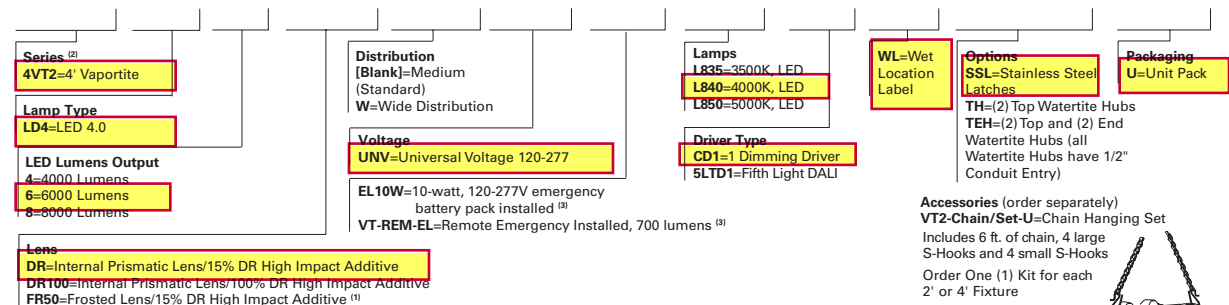 Series (2)
4VT2=4' Vaportite
Lamp Type
LD4=LED 4.0
LED Lumens Output
4=4000 Lumens
6=6000 Lumens
8=8000 Lumens
Lens
DR=Internal Prismatic Lens/15% DR High Impact Additive
DR100=Internal Prismatic Lens/100% DR High Impact Additive
FR50=Frosted Lens/15% DR High Impact Additive (1)
Distribution
[Blank]=Medium
(Standard)
W=Wide Distribution
Voltage
UNV=Universal Voltage 120-277
EL10W=10-watt, 120-277V emergency
battery pack installed (3)
VT-REM-EL=Remote Emergency Installed, 700 lumens (3)
Lamps
L835=3500K, LED
L840=4000K, LED
L850=5000K, LED
Driver Type
CD1=1 Dimming Driver
5LTD1=Fifth Light DALI
WL=Wet
Location
Label
Options
SSL=Stainless Steel
Latches
TH=(2) Top Watertite Hubs
TEH=(2) Top and (2) End
Watertite Hubs (all
Watertite Hubs have 1/2"
Conduit Entry)
Packaging
U=Unit Pack
Accessories (order separately)
VT2-Chain/Set-U=Chain Hanging Set
Includes 6 ft. of chain, 4 large
S-Hooks and 4 small S-Hooks
Order One (1) Kit for each
2' or 4' Fixture